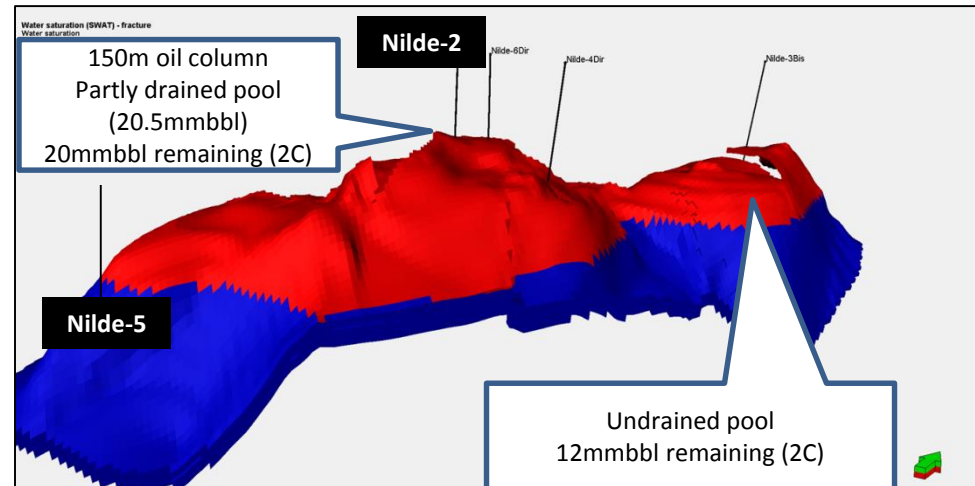 Water saturation (SWAT) - fracture
Water saturation
150m oil column
Partly drained pool
(20.5mmbbl)
20mmbbl remaining (2C)
Nilde-2
Nilde-6Dir
Nilde-4Dir
Nilde-3Bis
Nilde-5
Undrained pool
12mmbbl remaining (2C)